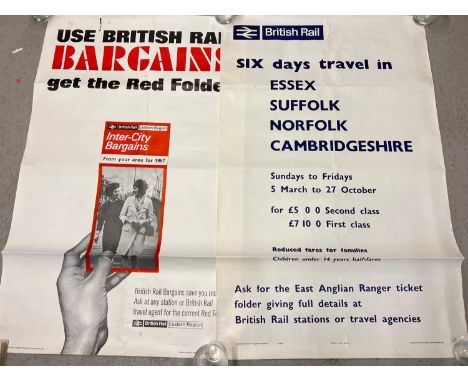 USE BRITISH RAI
BARGAINS
get the Red Folde
British Rail Eastern Region
Inter-City
Bargains
From your area for 1967
British Rail Bargains save you mo
Ask at any station or British Rail
travel agent for the current Red F
British Rail Eastern Region
British Rail
SIX days travel in
ESSEX
SUFFOLK
NORFOLK
CAMBRIDGESHIRE
Sundays to Fridays
5 March to 27 October
for £5 0 0 Second class
£7 10 0 First class
Reduced fares for families
Children under 14 years half-fares
Ask for the East Anglian Ranger ticket
folder giving full details at
British Rail stations or travel agencies